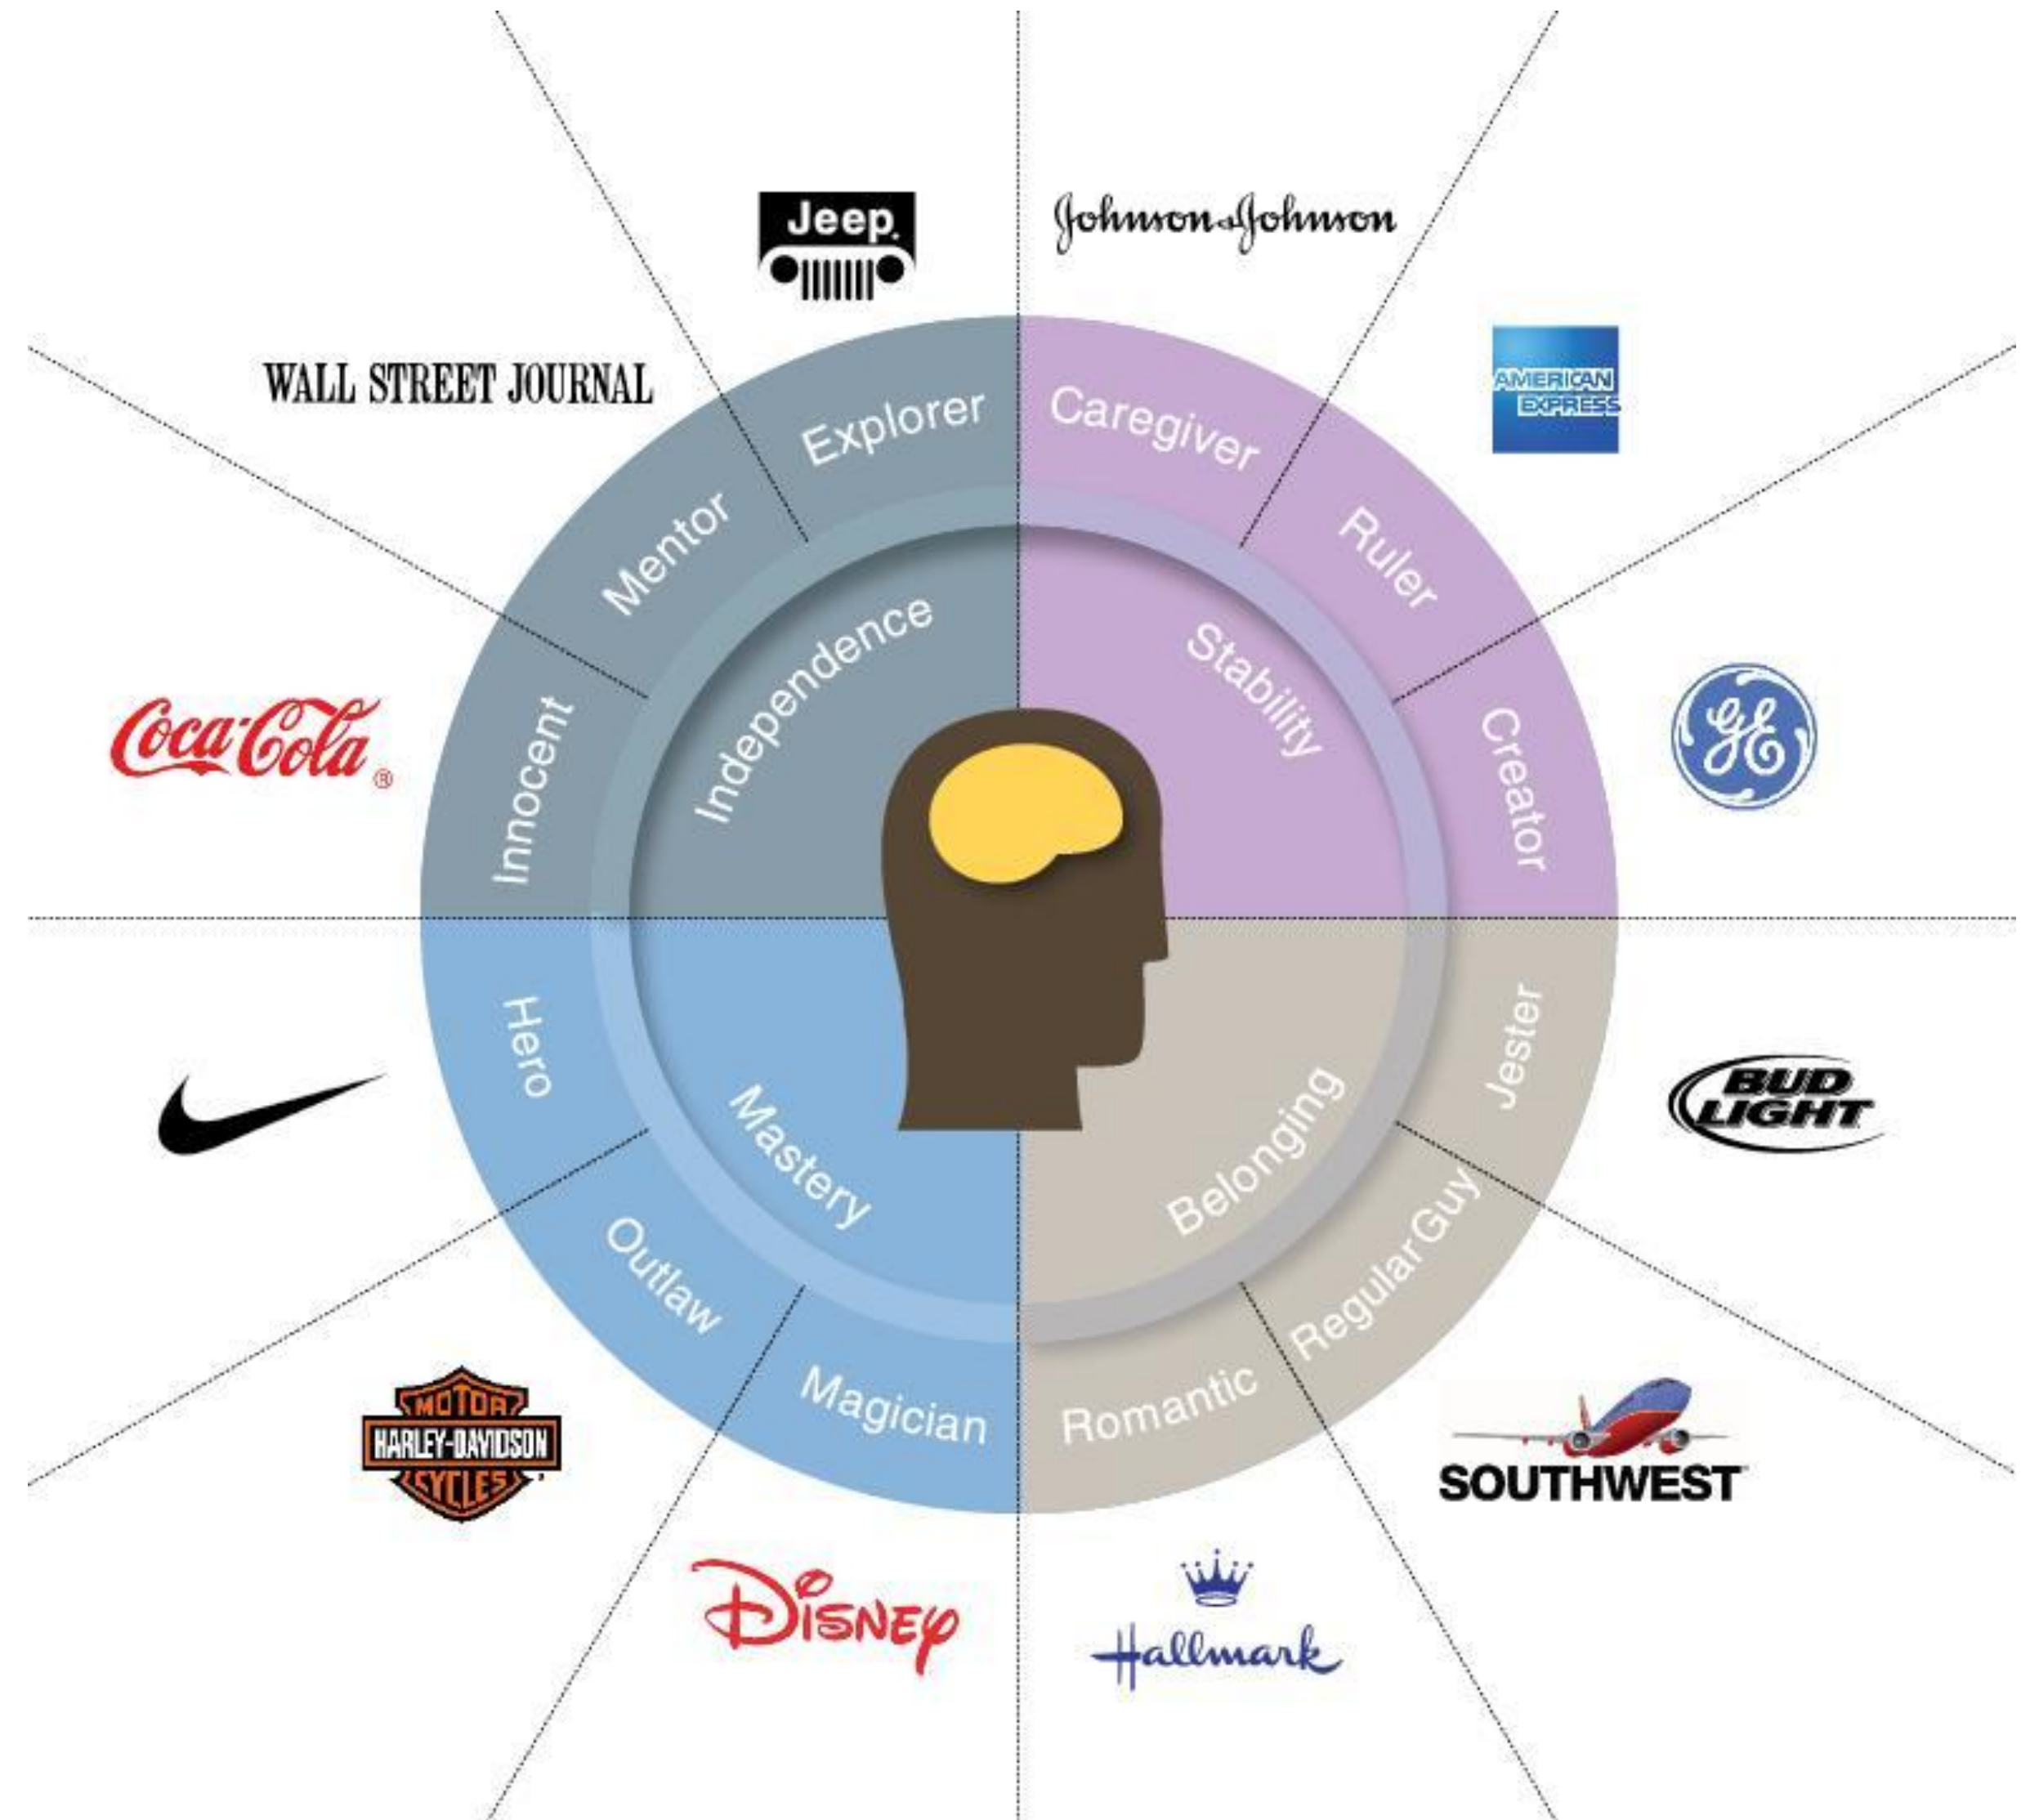 Jeep®
Johnson & Johnson
WALL STREET JOURNAL
AMERICAN
EXPRESS
Explorer
Caregiver
Mentor
Ruler
Independence
Stability
Coca-Cola®
Innocent
Creator
GE
Hero
Jester
BUD
LIGHT
Mastery
Belonging
Outlaw
Regular Guy
Magician
Romantic
MOTOR
HARLEY-DAVIDSON
CYCLES
SOUTHWEST
DISNEY
Hallmark